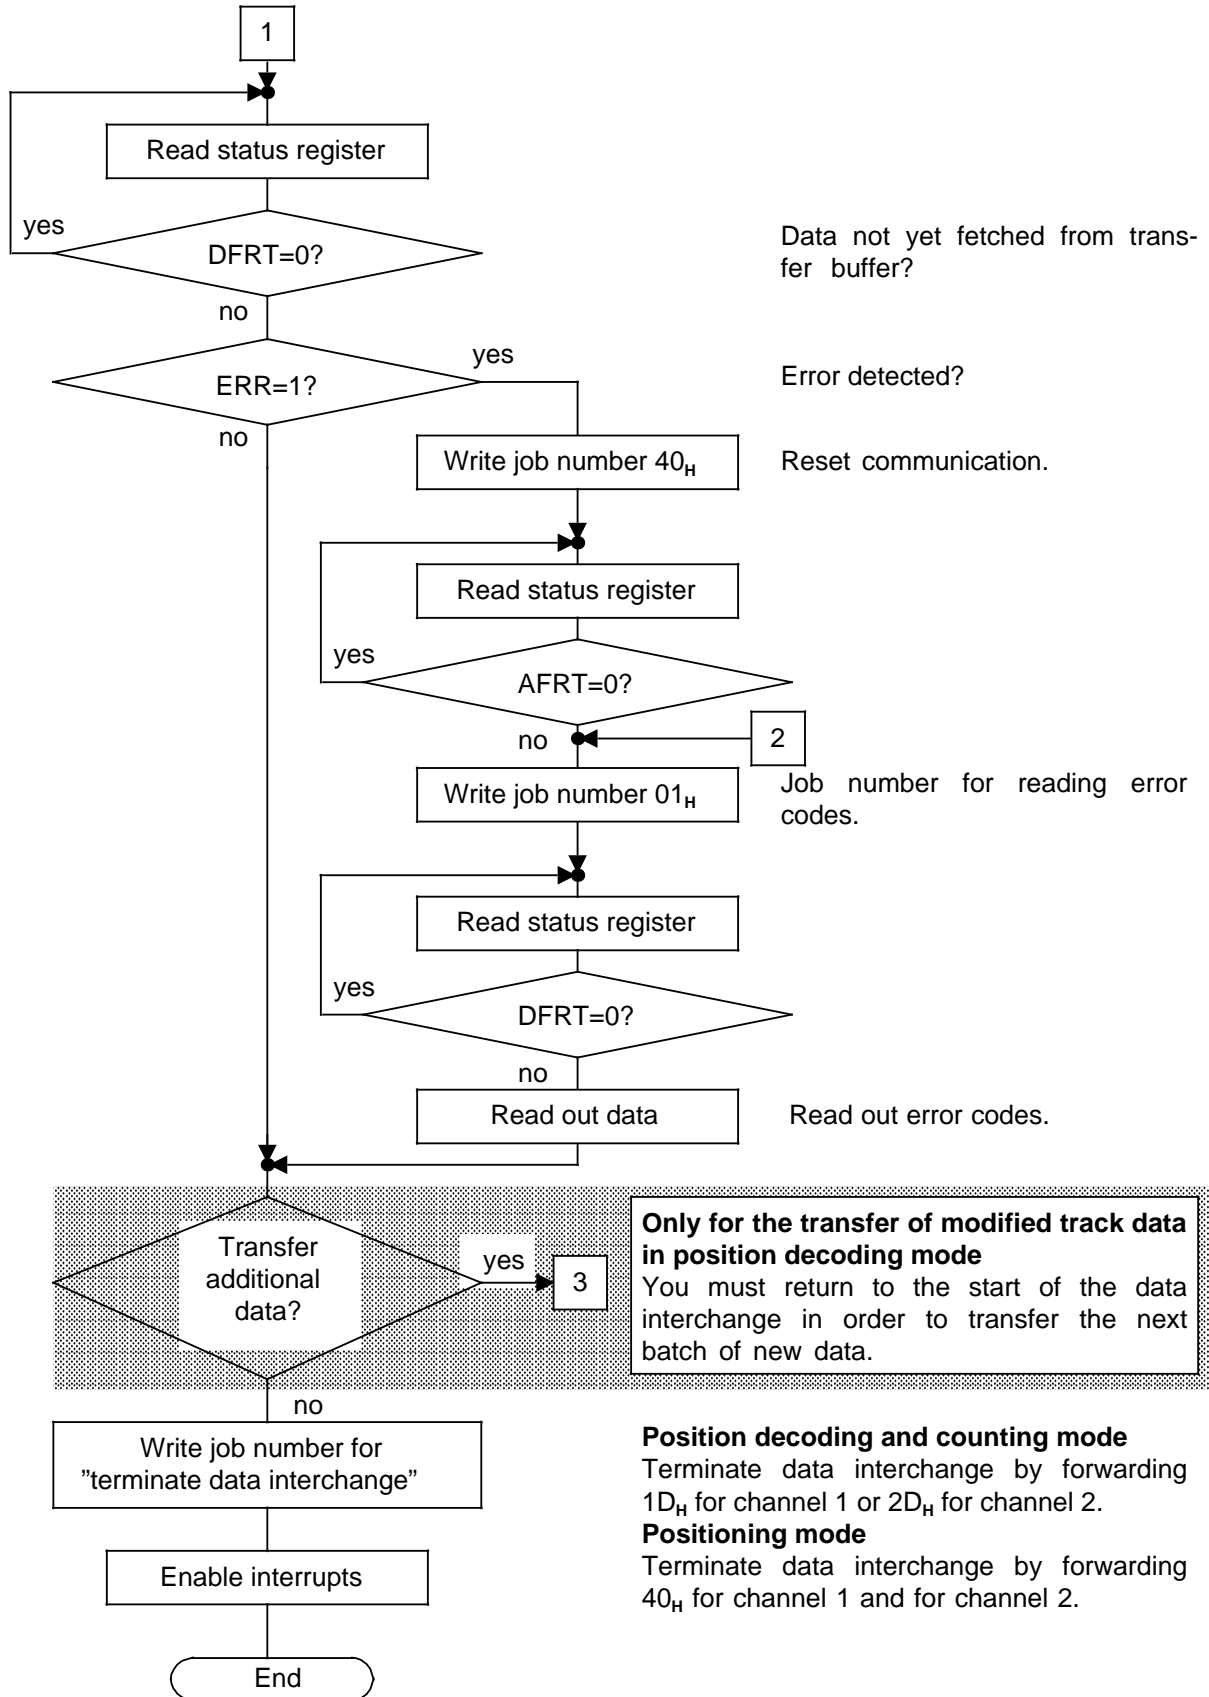 1
Read status register
yes
DFRT=0?
Data not yet fetched from trans-
fer buffer?
no
yes
ERR=1?
Error detected?
no
Write job number 40H
Reset communication.
Read status register
yes
AFRT=0?
no
2
Write job number 01H
Job number for reading error
codes.
Read status register
yes
DFRT=0?
no
Read out data
Read out error codes.
Transfer
additional
data?
yes
3
Only for the transfer of modified track data
in position decoding mode
You must return to the start of the data
interchange in order to transfer the next
batch of new data.
no
Write job number for
”terminate data interchange”
Position decoding and counting mode
Terminate data interchange by forwarding
1DH for channel 1 or 2DH for channel 2.
Positioning mode
Terminate data interchange by forwarding
40H for channel 1 and for channel 2.
Enable interrupts
End